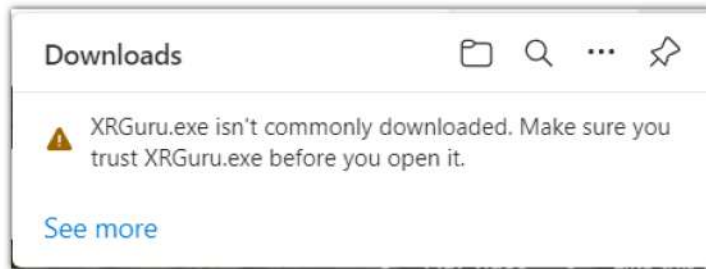 Downloads
XRGuru.exe isn't commonly downloaded. Make sure you
trust XRGuru.exe before you open it.
See more